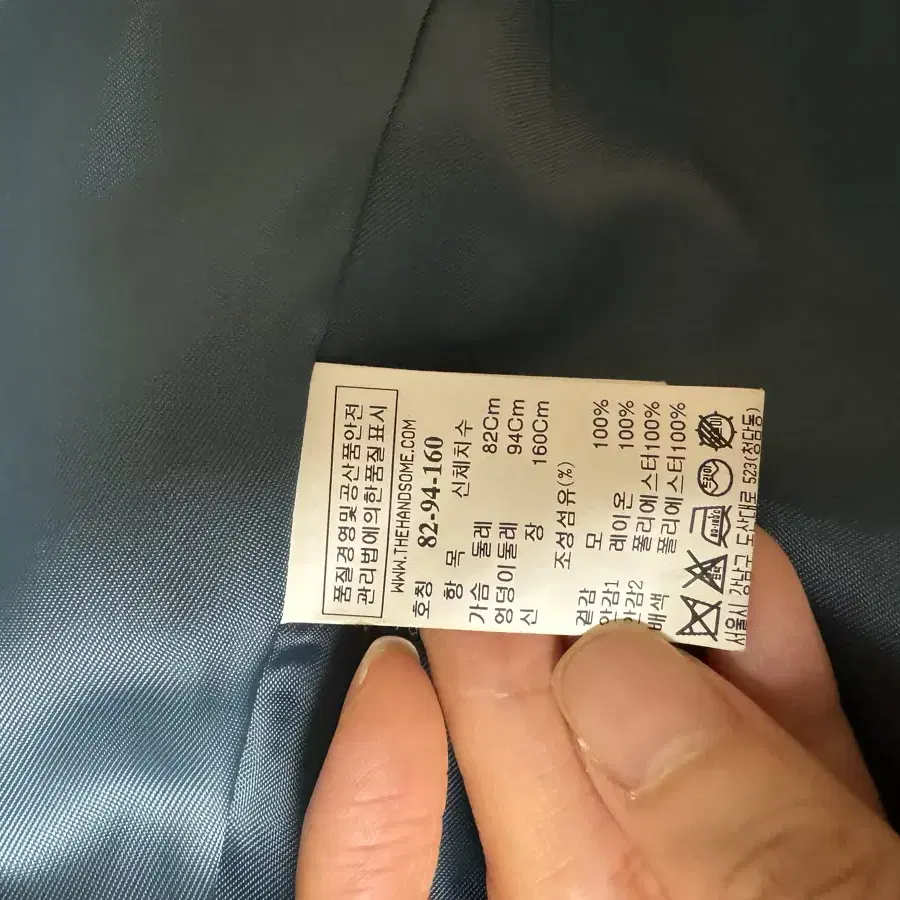 품질경영및공산품안전
관리법에의한품질표시
WWW.THEHANDSOME.COM
호칭 82-94-160
항 목 신체치수
가슴 둘레 82Cm
엉덩이둘레 94Cm
신 장 160Cm
조성섬유(%)
겉감 모 100%
안감1 레이온 100%
안감2 폴리에스터100%
배색 폴리에스터100%
서울시 강남구 도산대로 523(청담동)